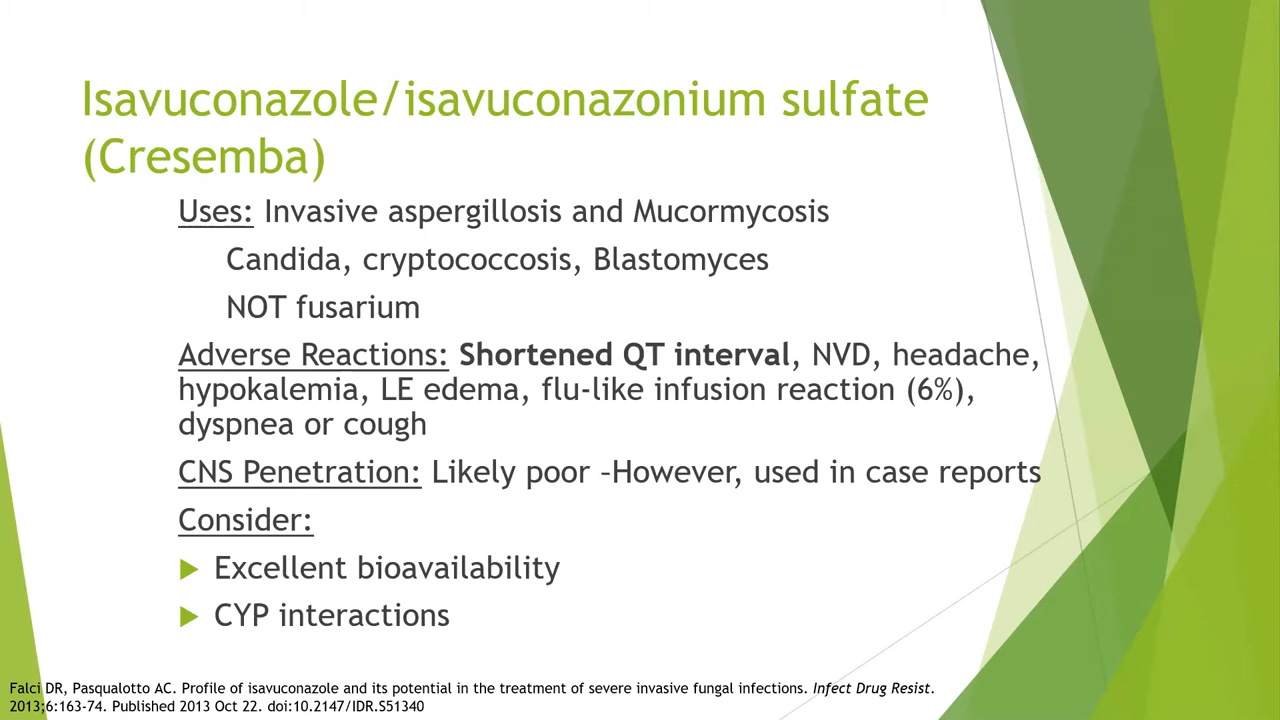 Isavuconazole/isavuconazonium sulfate
(Cresemba)
Uses: Invasive aspergillosis and Mucormycosis
Candida, cryptococcosis, Blastomyces
NOT fusarium
Adverse Reactions: Shortened QT interval, NVD, headache,
hypokalemia, LE edema, flu-like infusion reaction (6%),
dyspnea or cough
CNS Penetration: Likely poor –However, used in case reports
Consider:
Excellent bioavailability
CYP interactions
Falci DR, Pasqualotto AC. Profile of isavuconazole and its potential in the treatment of severe invasive fungal infections. Infect Drug Resist.
2013;6:163-74. Published 2013 Oct 22. doi:10.2147/IDR.S51340